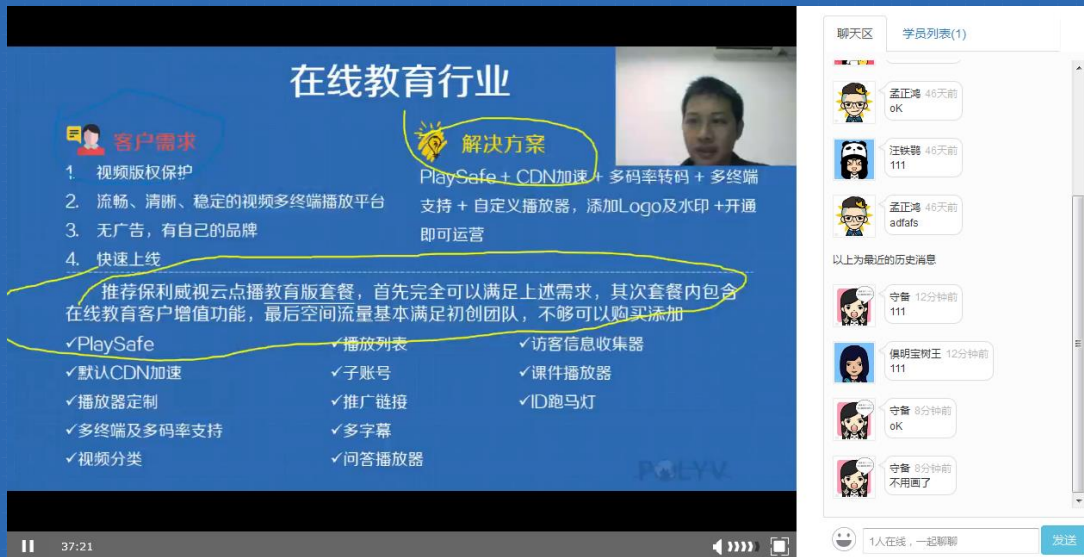 在线教育行业
客户需求
1. 视频版权保护
2. 流畅、清晰、稳定的视频多终端播放平台
3. 无广告，有自己的品牌
4. 快速上线
解决方案
PlaySafe + CDN加速 + 多码率转码 + 多终端
支持 + 自定义播放器，添加Logo及水印 +开通
即可运营
推荐保利威视云点播教育版套餐，首先完全可以满足上述需求，其次套餐内包含
在线教育客户增值功能，最后空间流量基本满足初创团队，不够可以购买添加
✓PlaySafe
✓默认CDN加速
✓播放器定制
✓多终端及多码率支持
✓视频分类
✓播放列表
✓子账号
✓推广链接
✓多字幕
✓问答播放器
✓访客信息收集器
✓课件播放器
✓ID跑马灯
POLYV
37:21
聊天区 学员列表(1)
孟正鸿 46天前
oK
汪铁鹗 46天前
111
孟正鸿 46天前
adfafs
以上为最近的历史消息
守备 12分钟前
111
俱明宝树王 12分钟前
111
守备 8分钟前
oK
守备 8分钟前
不用画了
1人在线，一起聊聊
发送